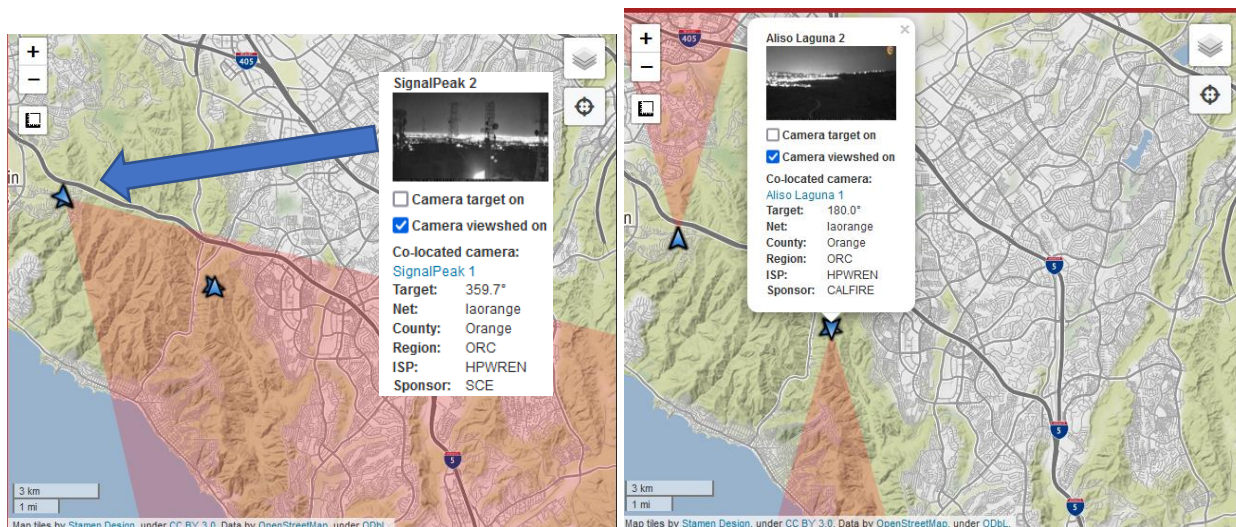 +
−
405
in
SignalPeak 2
Camera target on
Camera viewshed on
Co-located camera:
SignalPeak 1
Target: 359.7°
Net: laorange
County: Orange
Region: ORC
ISP: HPWREN
Sponsor: SCE
5
3 km
1 mi
Map tiles by Stamen Design, under CC BY 3.0. Data by OpenStreetMap, under ODbL.
+
−
405
n
×
Aliso Laguna 2
Camera target on
Camera viewshed on
Co-located camera:
Aliso Laguna 1
Target: 180.0°
Net: laorange
County: Orange
Region: ORC
ISP: HPWREN
Sponsor: CALFIRE
5
5
5
3 km
1 mi
Map tiles by Stamen Design, under CC BY 3.0. Data by OpenStreetMap, under ODbL.